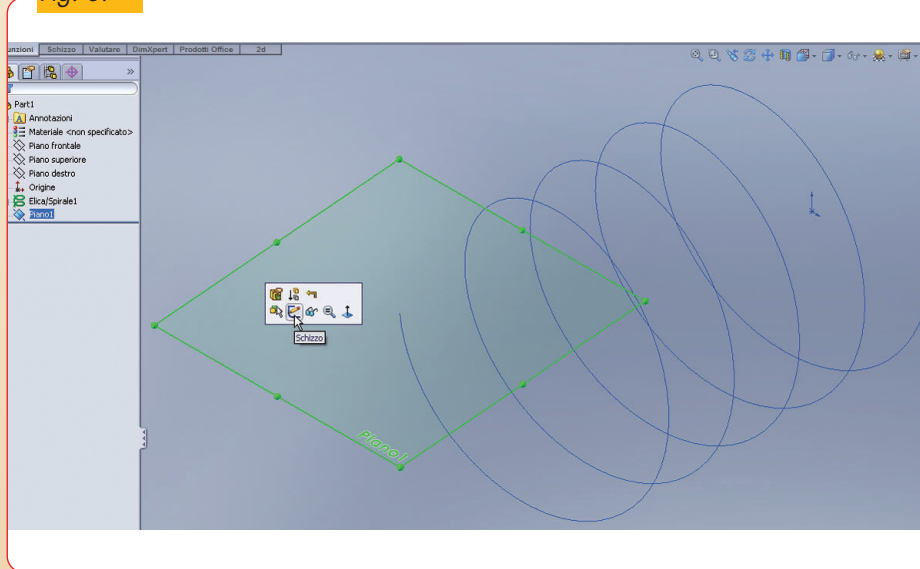 unzioni Schizzo Valutare DimXpert Prodotti Office 2d
»
Part1
Annotazioni
Materiale <non specificato>
Piano frontale
Piano superiore
Piano destro
Origine
Elica/Spirale1
Piano1
Schizzo
Piano1